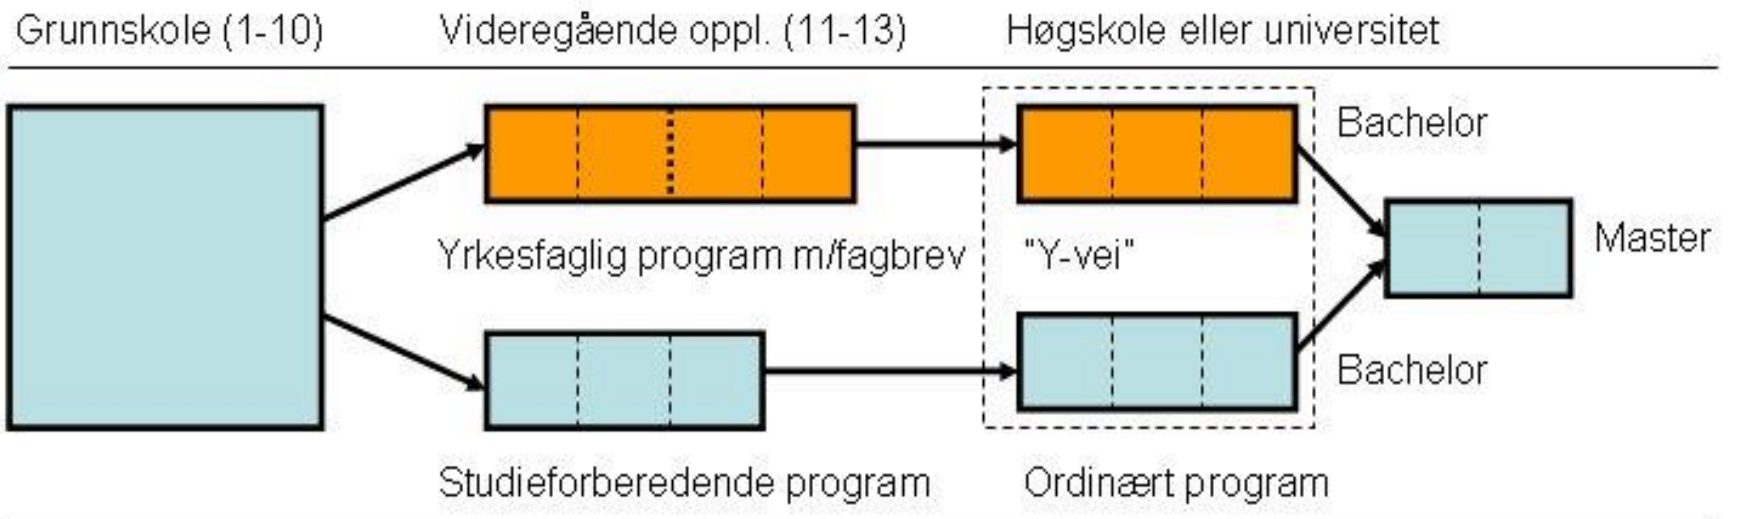 Grunnskole (1-10) Videregående oppl. (11-13) Høgskole eller universitet
Bachelor
Master
Yrkesfaglig program m/fagbrev "Y-vei"
Bachelor
Studieforberedende program Ordinært program